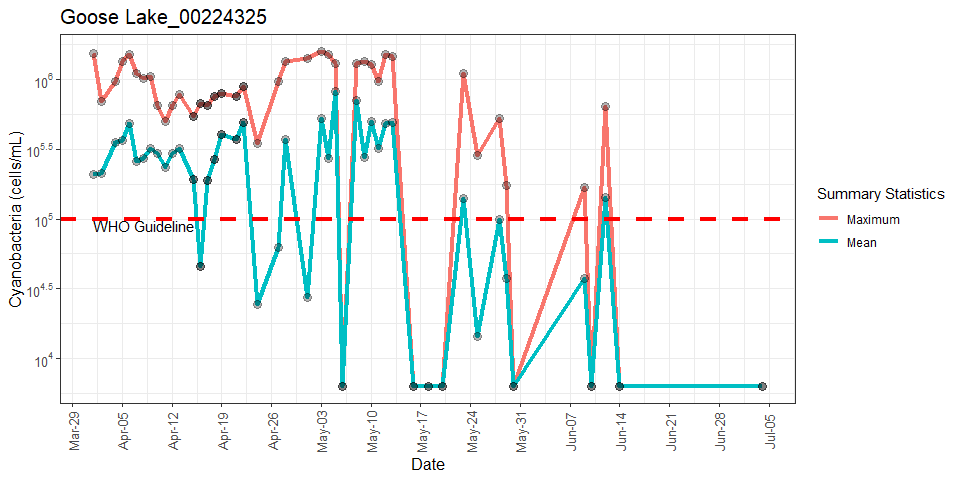 Goose Lake_00224325
Cyanobacteria (cells/mL)
10^6
10^5.5
10^5
10^4.5
10^4
WHO Guideline
Mar-29
Apr-05
Apr-12
Apr-19
Apr-26
May-03
May-10
May-17
May-24
May-31
Jun-07
Jun-14
Jun-21
Jun-28
Jul-05
Date
Summary Statistics
Maximum
Mean